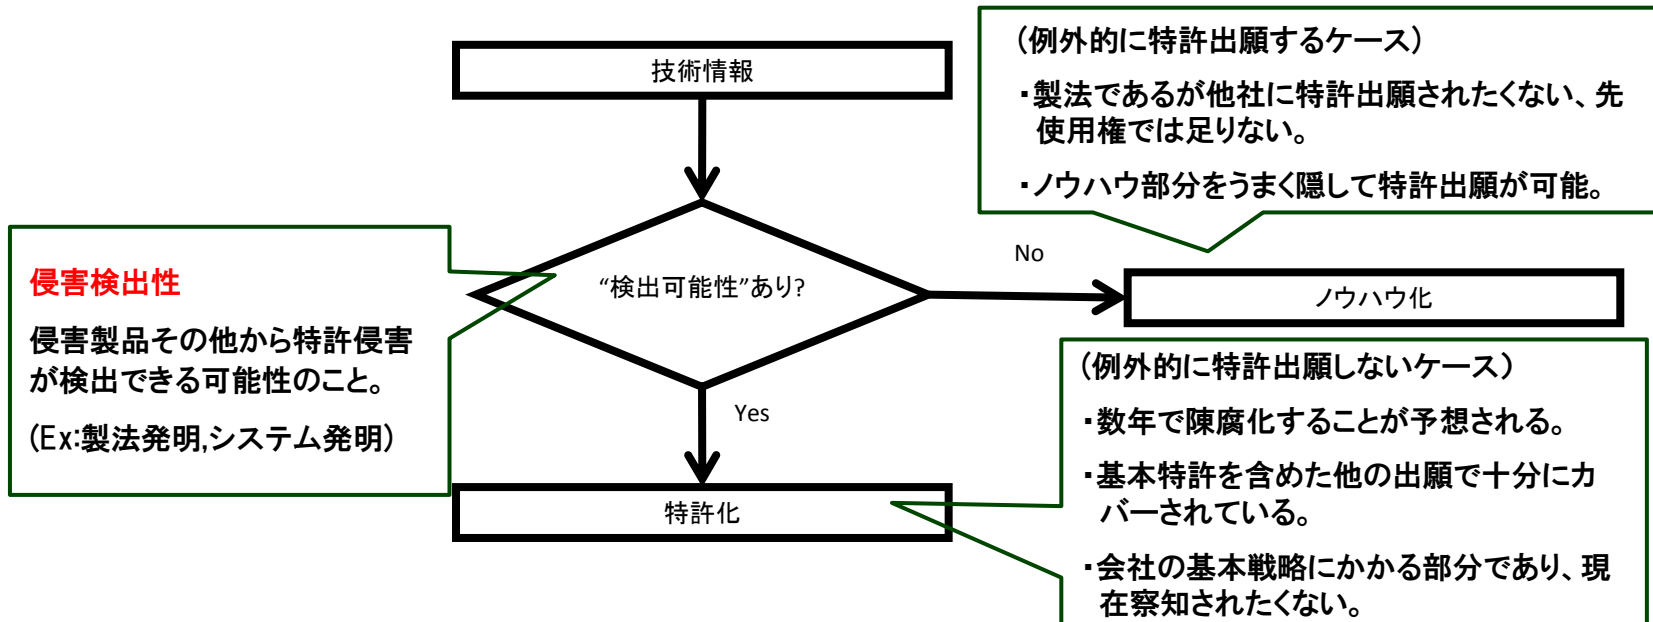 技術情報
(例外的に特許出願するケース)
・製法であるが他社に特許出願されたくない、先
使用権では足りない。
・ノウハウ部分をうまく隠して特許出願が可能。
侵害検出性
侵害製品その他から特許侵害
が検出できる可能性のこと。
(Ex:製法発明,システム発明)
“検出可能性”あり?
No
ノウハウ化
Yes
特許化
(例外的に特許出願しないケース)
・数年で陳腐化することが予想される。
・基本特許を含めた他の出願で十分にカ
バーされている。
・会社の基本戦略にかかる部分であり、現
在察知されたくない。